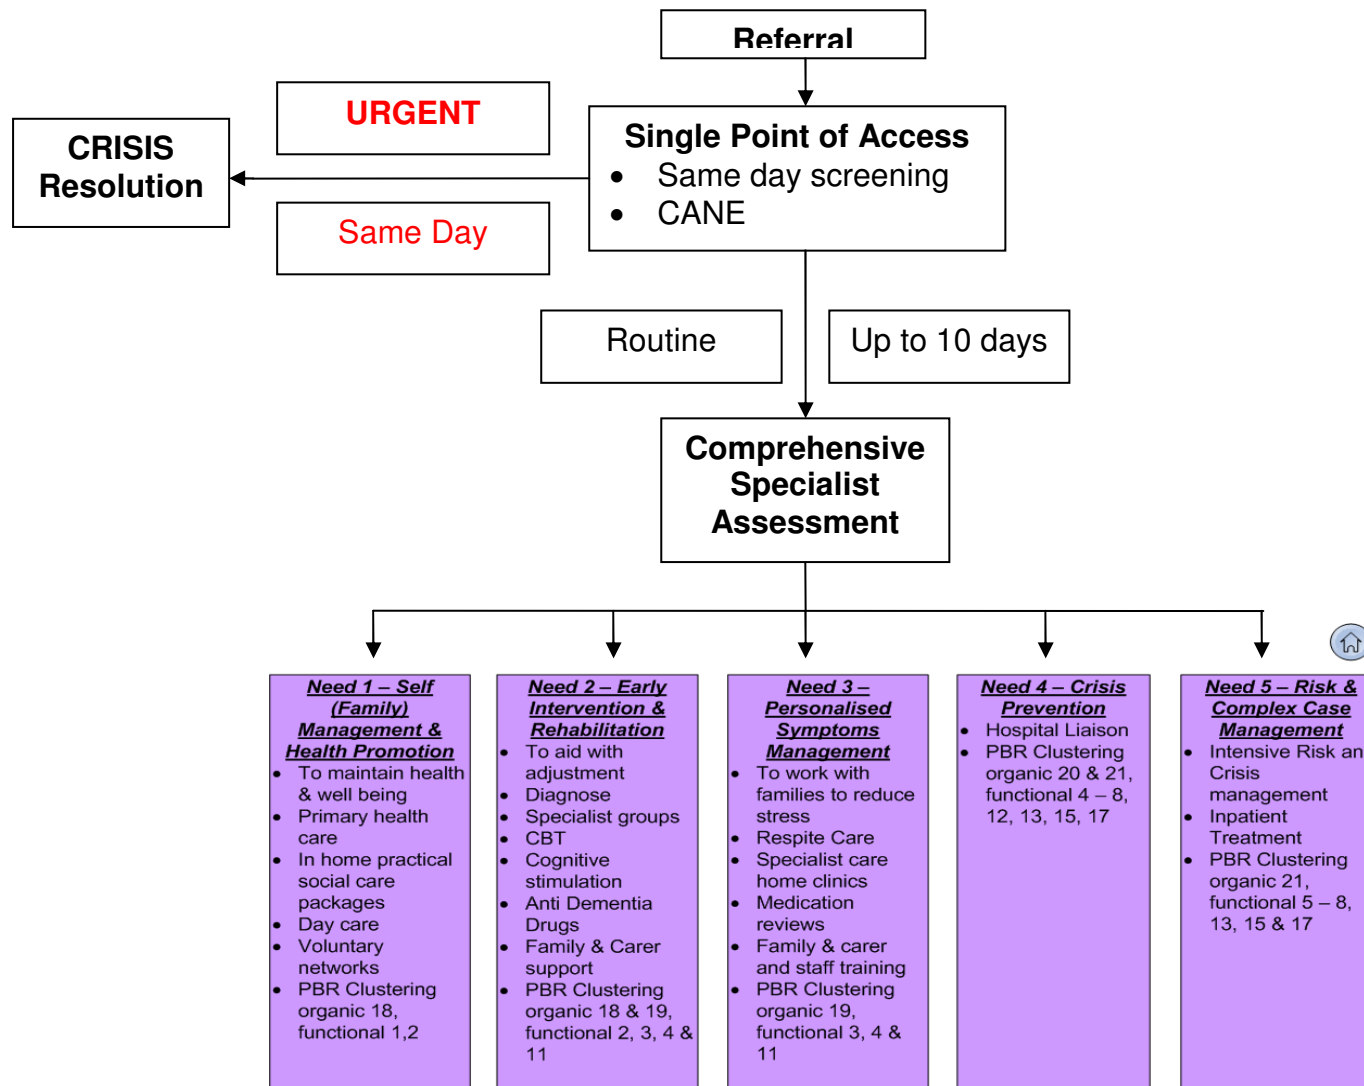 Referral
URGENT
CRISIS
Resolution
Single Point of Access
• Same day screening
• CANE
Same Day
Routine
Up to 10 days
Comprehensive
Specialist
Assessment
Need 1 – Self
(Family)
Management &
Health Promotion
• To maintain health
& well being
• Primary health
care
• In home practical
social care
packages
• Day care
• Voluntary
networks
• PBR Clustering
organic 18,
functional 1,2
Need 2 – Early
Intervention &
Rehabilitation
• To aid with
adjustment
• Diagnose
• Specialist groups
• CBT
• Cognitive
stimulation
• Anti Dementia
Drugs
• Family & Carer
support
• PBR Clustering
organic 18 & 19,
functional 2, 3, 4 &
11
Need 3 –
Personalised
Symptoms
Management
• To work with
families to reduce
stress
• Respite Care
• Specialist care
home clinics
• Medication
reviews
• Family & carer
and staff training
• PBR Clustering
organic 19,
functional 3, 4 &
11
Need 4 – Crisis
Prevention
• Hospital Liaison
• PBR Clustering
organic 20 & 21,
functional 4 – 8,
12, 13, 15, 17
Need 5 – Risk &
Complex Case
Management
• Intensive Risk an
Crisis
management
• Inpatient
Treatment
• PBR Clustering
organic 21,
functional 5 – 8,
13, 15 & 17